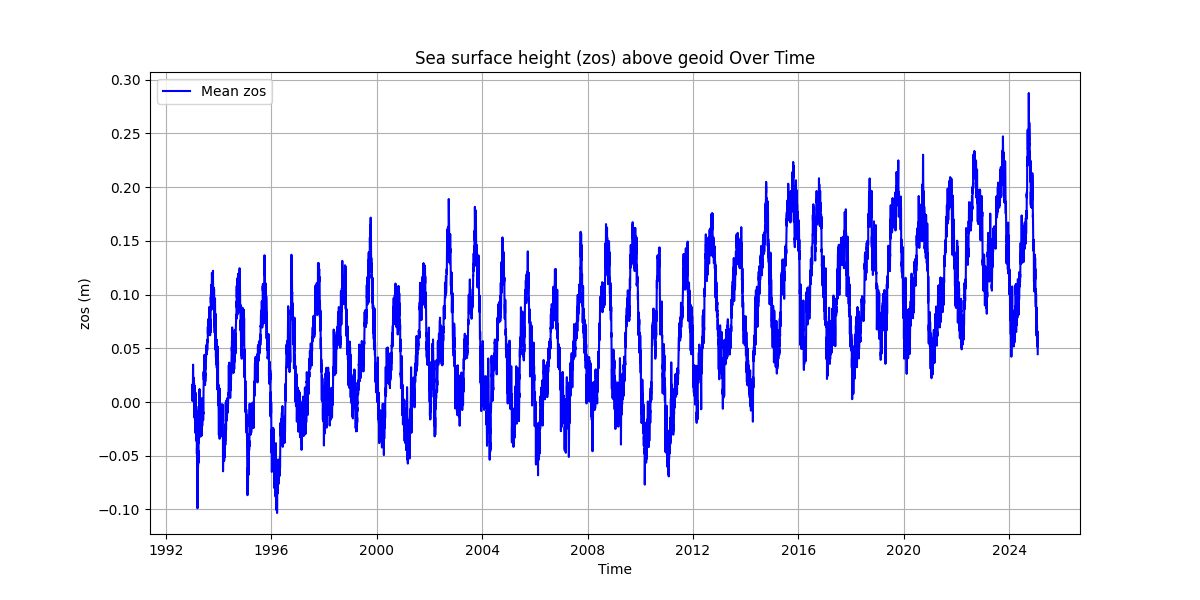 Sea surface height (zos) above geoid Over Time
Mean zos
0.30
0.25
0.20
0.15
0.10
0.05
0.00
−0.05
−0.10
zos (m)
1992 1996 2000 2004 2008 2012 2016 2020 2024
Time